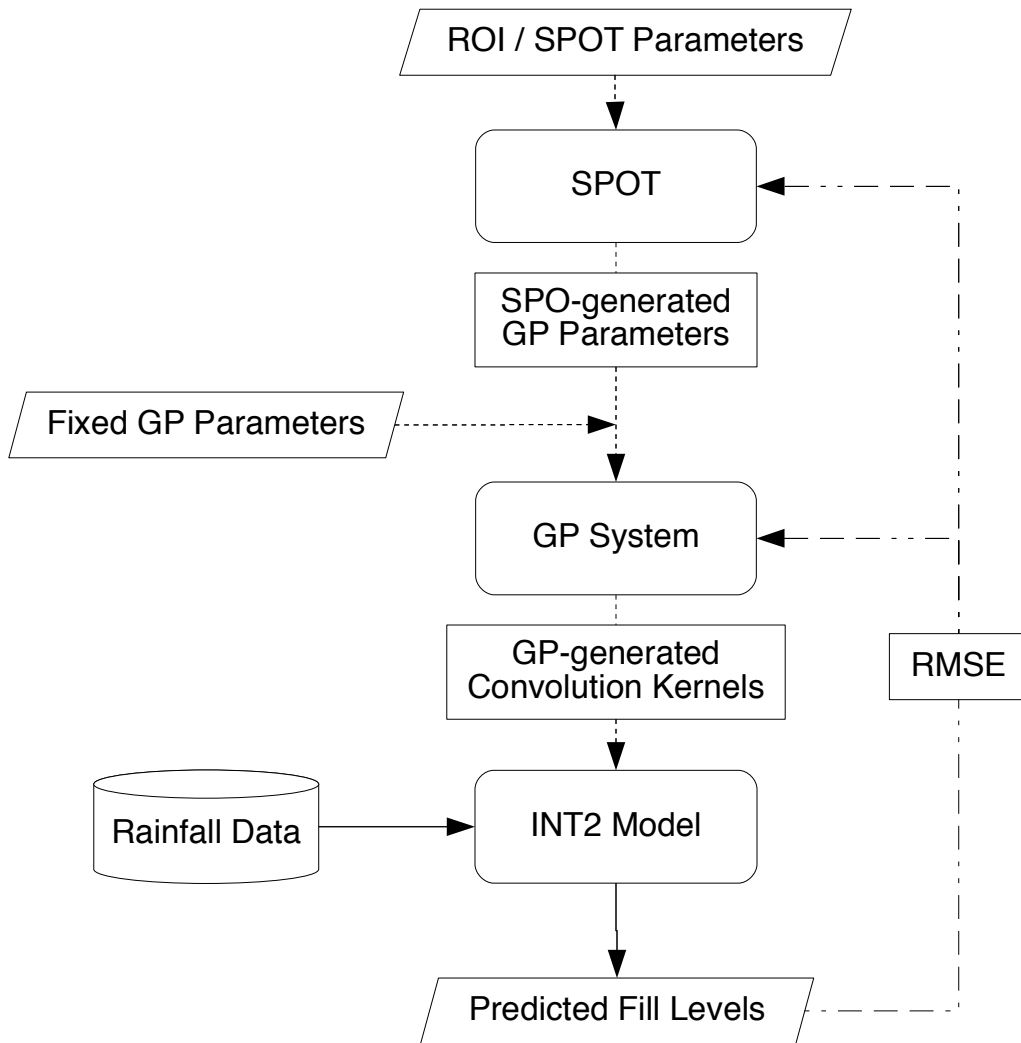 ROI / SPOT Parameters
SPOT
SPO-generated
GP Parameters
Fixed GP Parameters
GP System
GP-generated
Convolution Kernels
RMSE
Rainfall Data
INT2 Model
Predicted Fill Levels